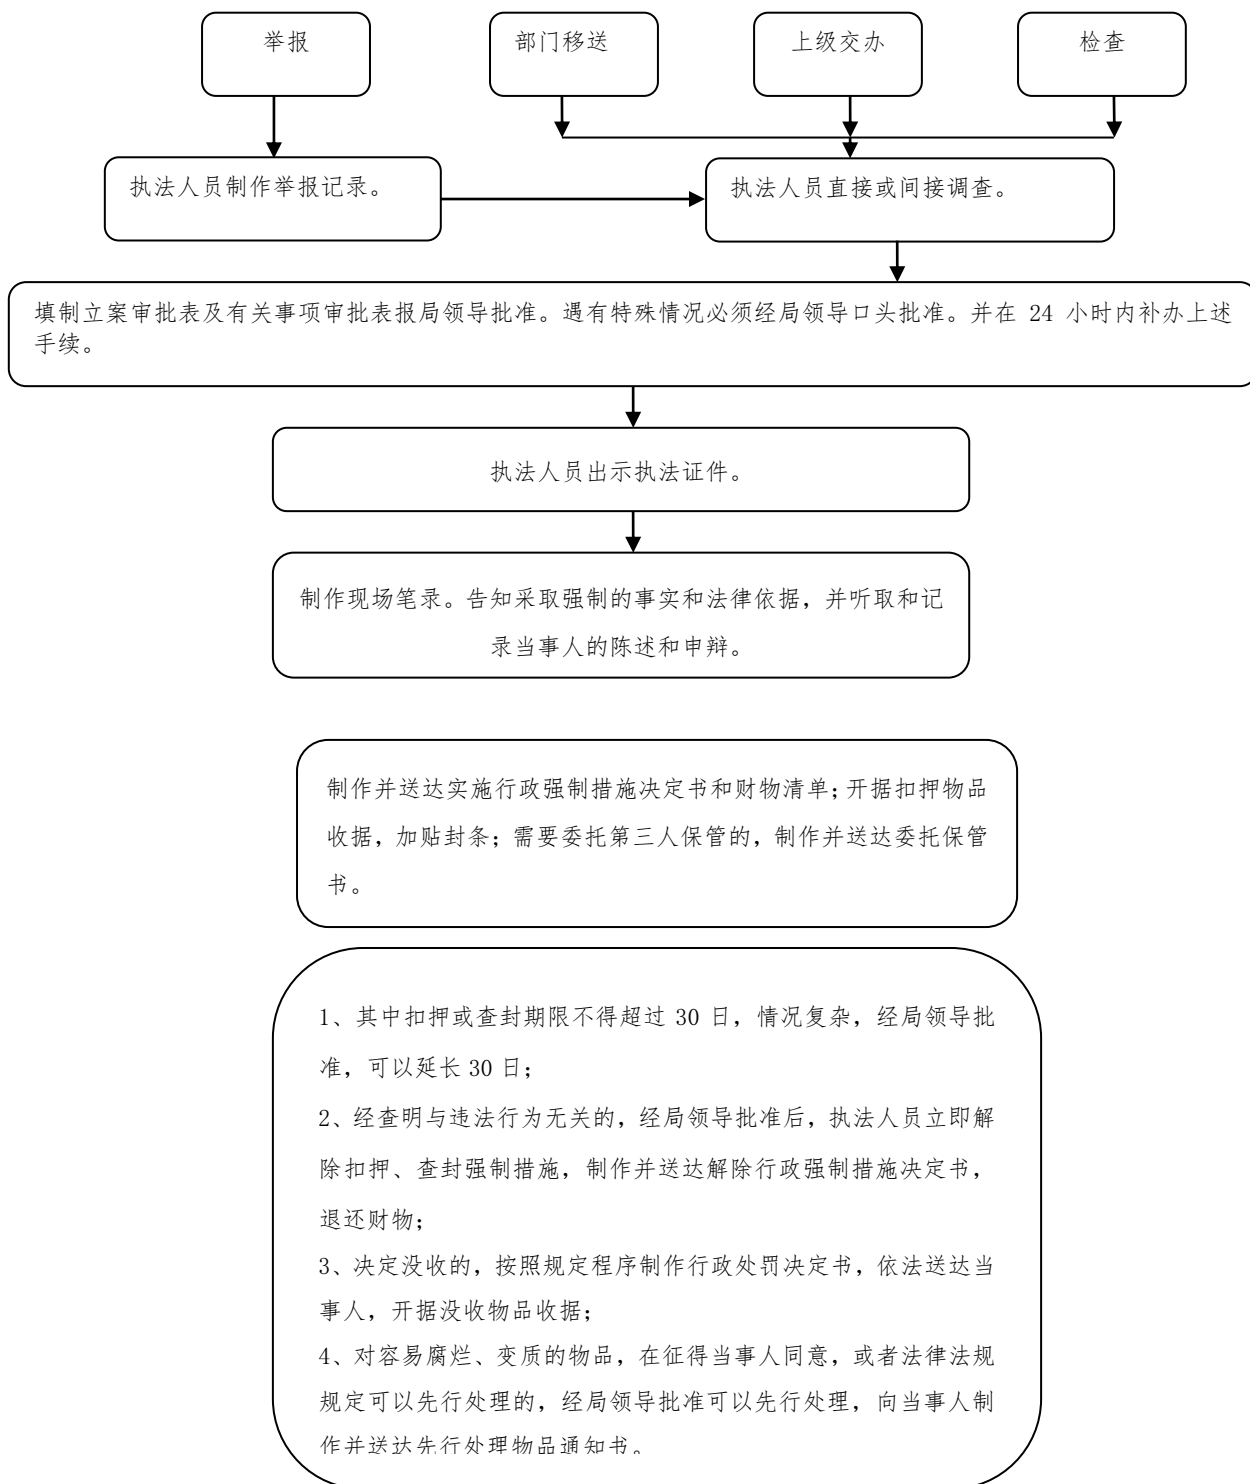 举报
部门移送
上级交办
检查
执法人员制作举报记录。
执法人员直接或间接调查。
填制立案审批表及有关事项审批表报局领导批准。遇有特殊情况必须经局领导口头批准。并在 24 小时内补办上述
手续。
执法人员出示执法证件。
制作现场笔录。告知采取强制的事实和法律依据，并听取和记
录当事人的陈述和申辩。
制作并送达实施行政强制措施决定书和财物清单；开据扣押物品
收据，加贴封条；需要委托第三人保管的，制作并送达委托保管
书。
1、其中扣押或查封期限不得超过 30 日，情况复杂，经局领导批
准，可以延长 30 日；
2、经查明与违法行为无关的，经局领导批准后，执法人员立即解
除扣押、查封强制措施，制作并送达解除行政强制措施决定书，
退还财物；
3、决定没收的，按照规定程序制作行政处罚决定书，依法送达当
事人，开据没收物品收据；
4、对容易腐烂、变质的物品，在征得当事人同意，或者法律法规
规定可以先行处理的，经局领导批准可以先行处理，向当事人制
作并送达先行处理物品通知书。